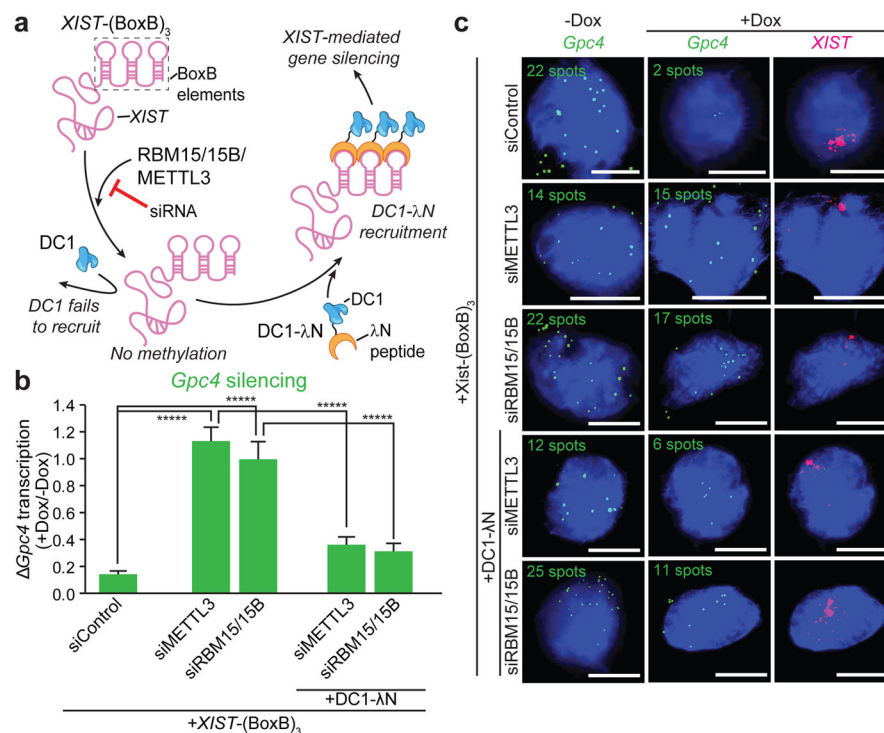 a
XIST-(BoxB)3
BoxB
elements
XIST
RBM15/15B/
METTL3
siRNA
DC1
DC1 fails
to recruit
No methylation
XIST-mediated
gene silencing
DC1-λN
recruitment
DC1
DC1-λN
λN
peptide
b
Gpc4 silencing
*****
*****
*****
*****
ΔGpc4 transcription
(+Dox/-Dox)
1.4
1.2
1.0
0.8
0.6
0.4
0.2
0.0
siControl
siMETTL3
siRBM15/15B
siMETTL3
siRBM15/15B
+DC1-λN
+XIST-(BoxB)3
c
-Dox
+Dox
Gpc4
Gpc4
XIST
+Xist-(BoxB)3
siControl
22 spots
2 spots
siMETTL3
14 spots
15 spots
siRBM15/15B
22 spots
17 spots
+DC1-λN
siMETTL3
12 spots
6 spots
siRBM15/15B
25 spots
11 spots